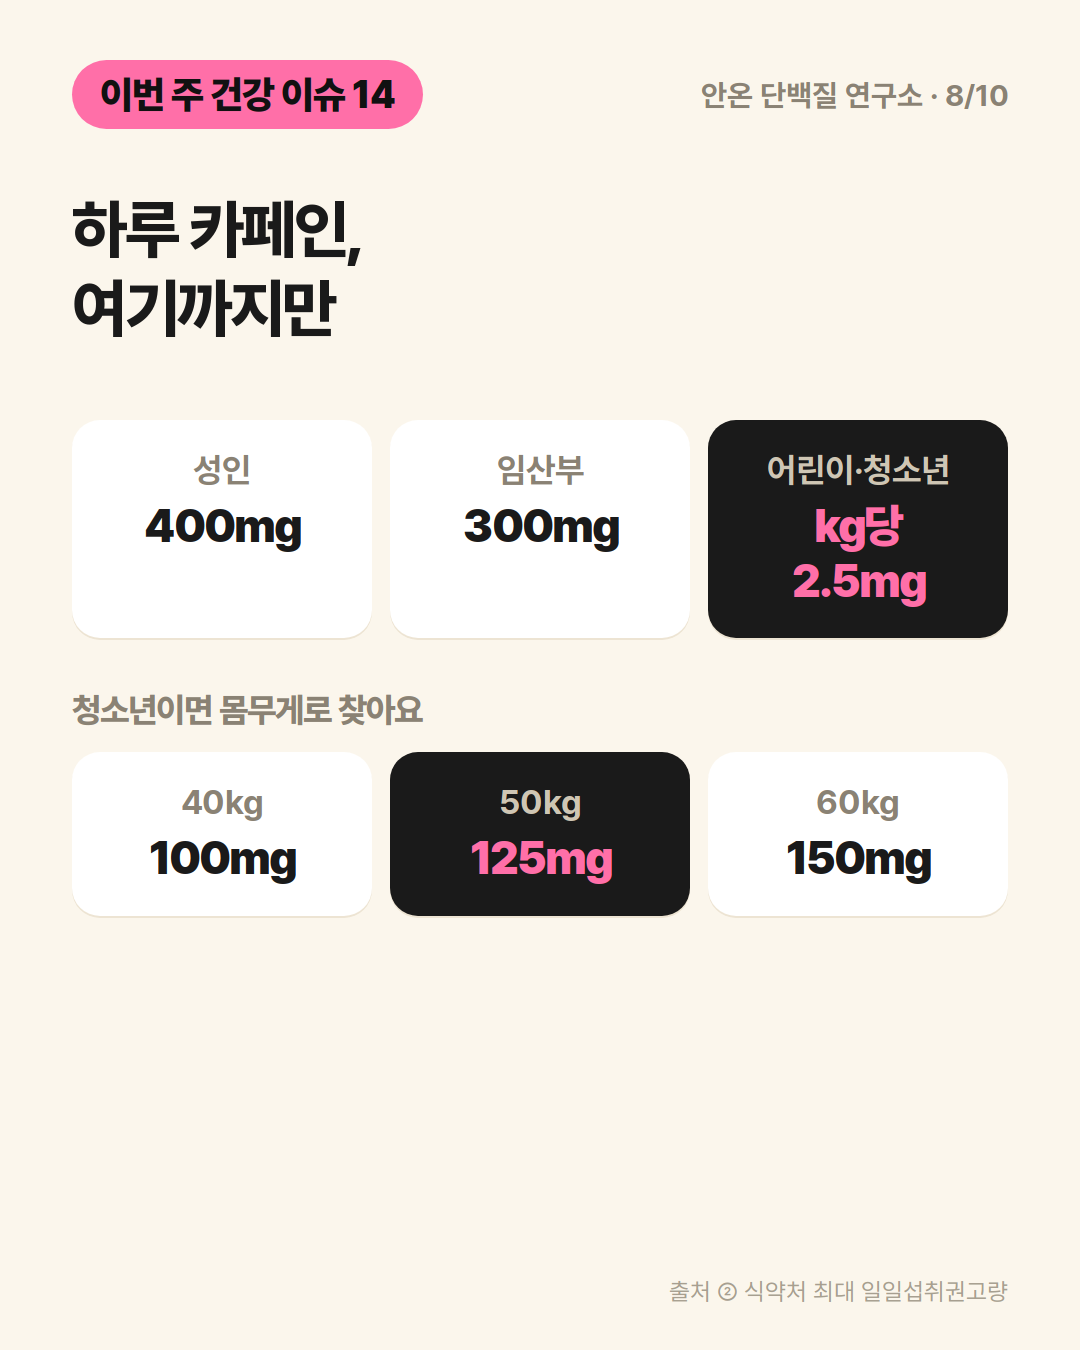 이번 주 건강 이슈 14
안온 단백질 연구소 · 8/10
하루 카페인,
여기까지만
성인
400mg
임산부
300mg
어린이·청소년
kg당
2.5mg
청소년이면 몸무게로 찾아요
40kg
100mg
50kg
125mg
60kg
150mg
출처 ② 식약처 최대 일일섭취권고량